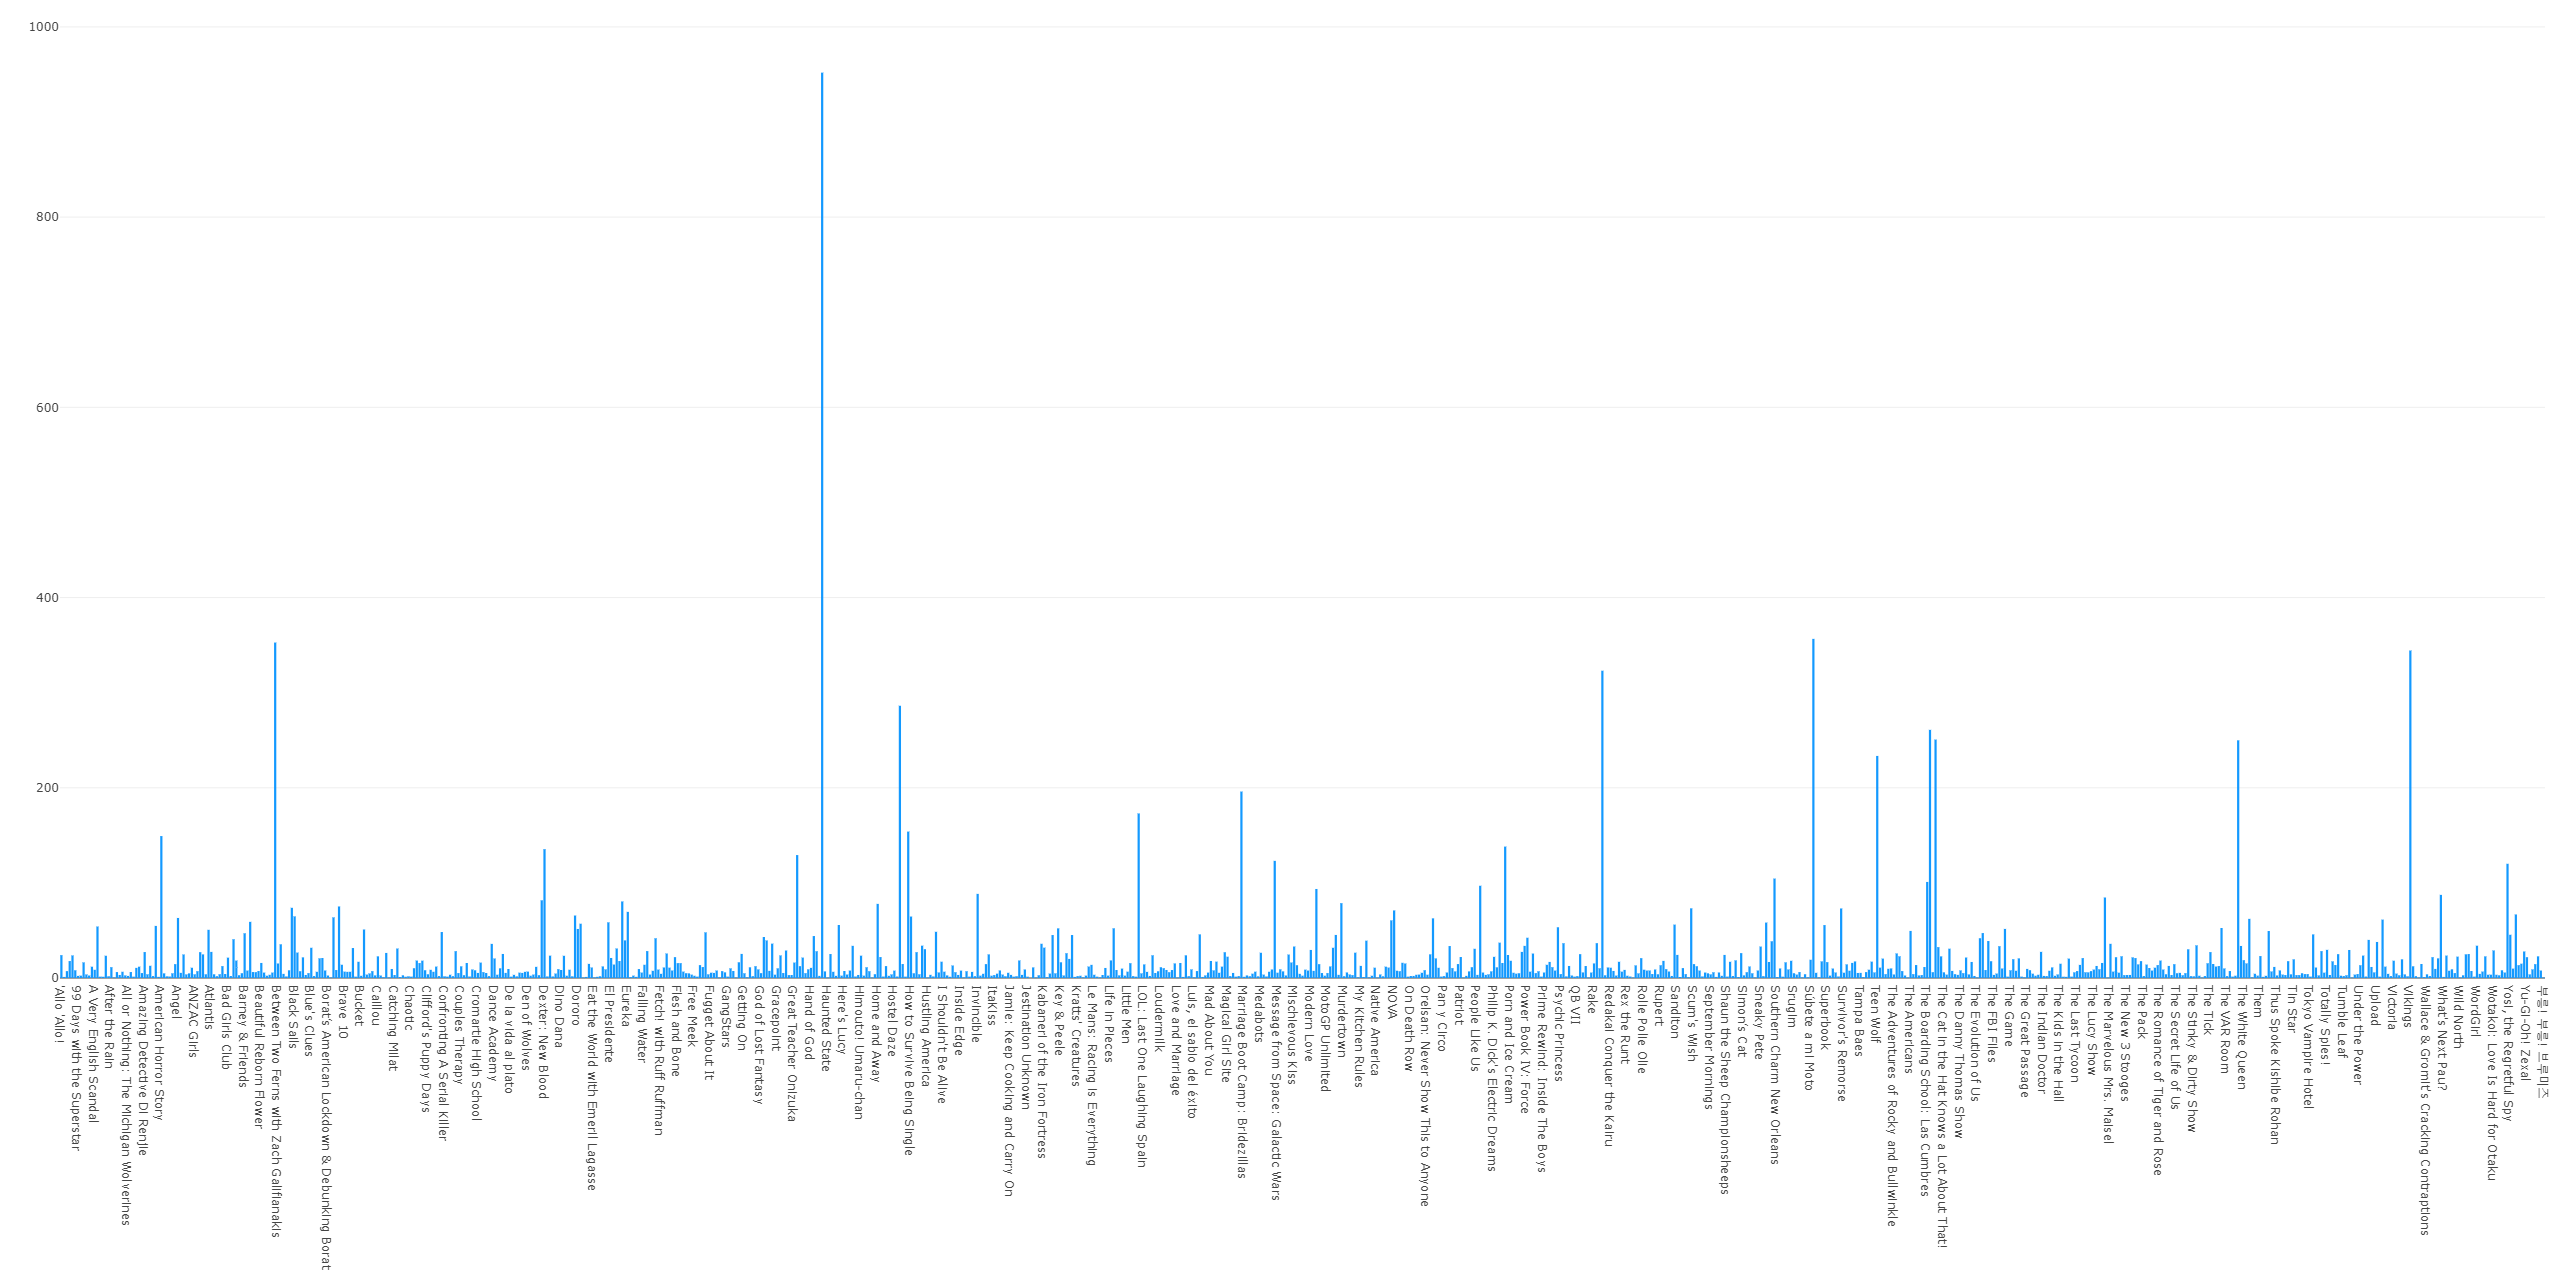 1000
800
600
400
200
0
'Allo 'Allo!
99 Days with the Superstar
A Very English Scandal
After the Rain
All or Nothing: The Michigan Wolverines
Amazing Detective Di Renjie
American Horror Story
Angel
ANZAC Girls
Atlantis
Bad Girls Club
Barney & Friends
Beautiful Reborn Flower
Between Two Ferns with Zach Galifianakis
Black Sails
Blue's Clues
Borat's American Lockdown & Debunking Borat
Brave 10
Bucket
Caillou
Catching Milat
Chaotic
Clifford's Puppy Days
Confronting A Serial Killer
Couples Therapy
Cromartie High School
Dance Academy
De la vida al plato
Den of Wolves
Dexter: New Blood
Dino Dana
Dororo
Eat the World with Emeril Lagasse
El Presidente
Eureka
Falling Water
Fetch! with Ruff Ruffman
Flesh and Bone
Free Meek
Fugget About It
GangStars
Getting On
God of Lost Fantasy
Gracepoint
Great Teacher Onizuka
Hand of God
Haunted State
Here's Lucy
Himouto! Umaru-chan
Home and Away
Hostel Daze
How to Survive Being Single
Hustling America
I Shouldn't Be Alive
Inside Edge
Invincible
ItaKiss
Jamie: Keep Cooking and Carry On
Jestination Unknown
Kabaneri of the Iron Fortress
Key & Peele
Kratts' Creatures
Le Mans: Racing is Everything
Life in Pieces
Little Men
LOL: Last One Laughing Spain
Loudermilk
Love and Marriage
Luis, el sabio del éxito
Mad About You
Magical Girl Site
Marriage Boot Camp: Bridezillas
Medabots
Message from Space: Galactic Wars
Mischievous Kiss
Modern Love
MotoGP Unlimited
Murdertown
My Kitchen Rules
Native America
NOVA
On Death Row
Orelsan: Never Show This to Anyone
Pan y Circo
Patriot
People Like Us
Philip K. Dick's Electric Dreams
Porn and Ice Cream
Power Book IV: Force
Prime Rewind: Inside The Boys
Psychic Princess
QB VII
Rake
Redakai Conquer the Kairu
Rex the Runt
Rolie Polie Olie
Rupert
Sanditon
Scum's Wish
September Mornings
Shaun the Sheep Championsheeps
Simon's Cat
Sneaky Pete
Southern Charm New Orleans
Srugim
Súbete a mi Moto
Superbook
Survivor's Remorse
Tampa Baes
Teen Wolf
The Adventures of Rocky and Bullwinkle
The Americans
The Boarding School: Las Cumbres
The Cat in the Hat Knows a Lot About That!
The Danny Thomas Show
The Evolution of Us
The FBI Files
The Game
The Great Passage
The Indian Doctor
The Kids in the Hall
The Last Tycoon
The Lucy Show
The Marvelous Mrs. Maisel
The New 3 Stooges
The Pack
The Romance of Tiger and Rose
The Secret Life of Us
The Stinky & Dirty Show
The Tick
The VAR Room
The White Queen
Them
Thus Spoke Kishibe Rohan
Tin Star
Tokyo Vampire Hotel
Totally Spies!
Tumble Leaf
Under the Power
Upload
Victoria
Vikings
Wallace & Gromit's Cracking Contraptions
What's Next Pau?
Wild North
WordGirl
Wotakoi: Love Is Hard for Otaku
Yosi, the Regretful Spy
Yu-Gi-Oh! Zexal
부릉! 부릉! 브루미즈